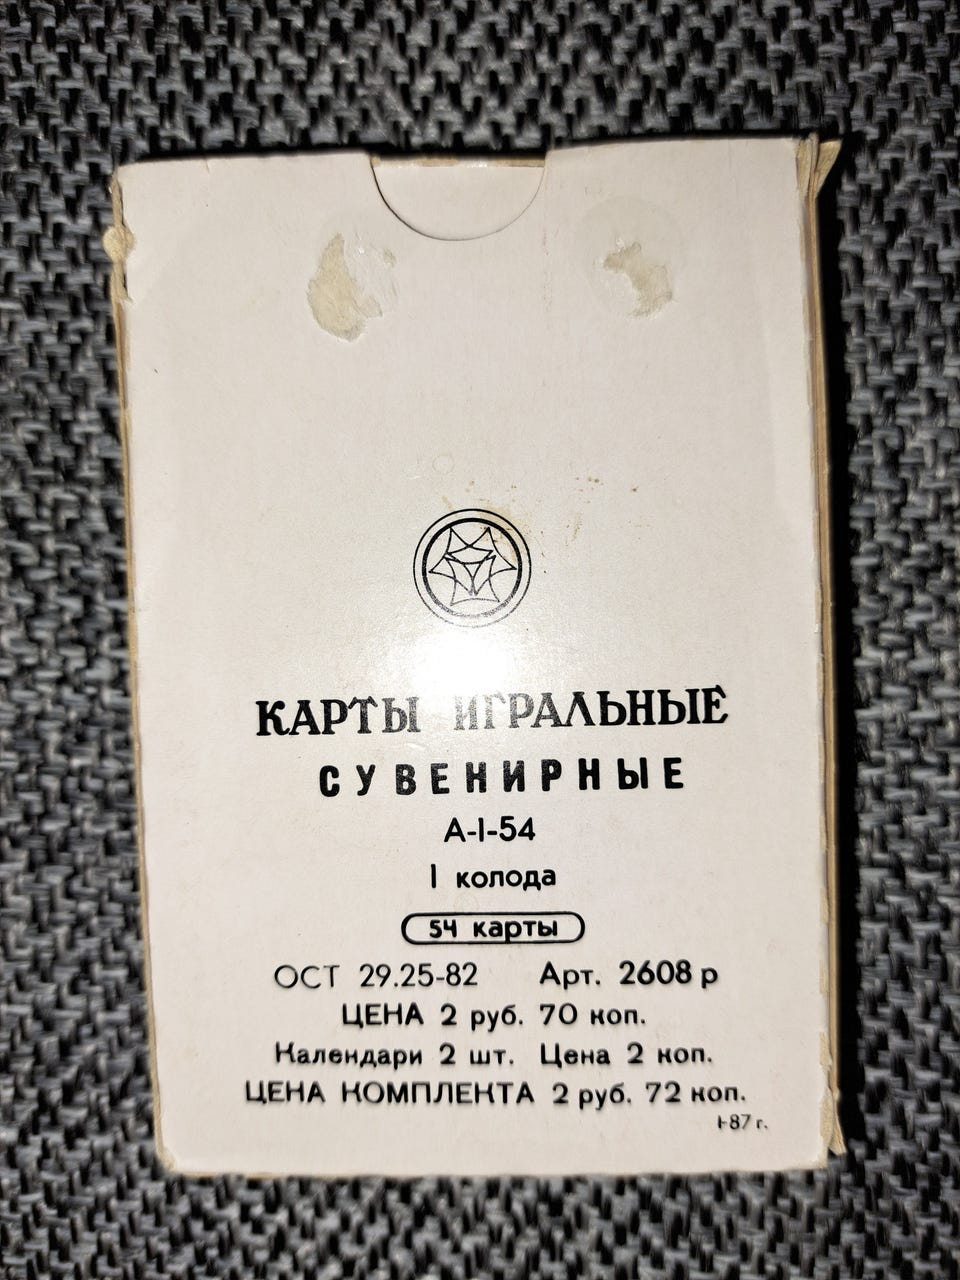 КАРТЫ ИГРАЛЬНЫЕ
СУВЕНИРНЫЕ
А-I-54
I колода
54 карты
ОСТ 29.25-82 Арт. 2608 р
ЦЕНА 2 руб. 70 коп.
Календари 2 шт. Цена 2 коп.
ЦЕНА КОМПЛЕКТА 2 руб. 72 коп.
I-87 г.